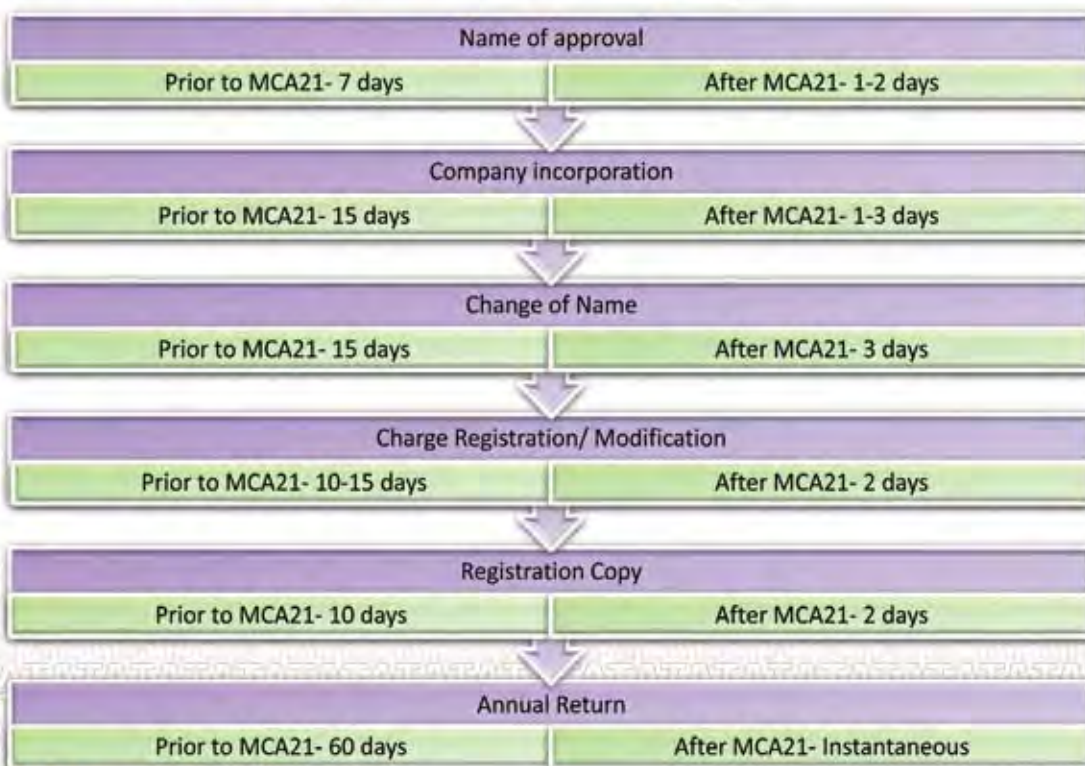 Name of approval
Prior to MCA21- 7 days
After MCA21- 1-2 days
Company incorporation
Prior to MCA21- 15 days
After MCA21- 1-3 days
Change of Name
Prior to MCA21- 15 days
After MCA21- 3 days
Charge Registration/ Modification
Prior to MCA21- 10-15 days
After MCA21- 2 days
Registration Copy
Prior to MCA21- 10 days
After MCA21- 2 days
Annual Return
Prior to MCA21- 60 days
After MCA21- Instantaneous